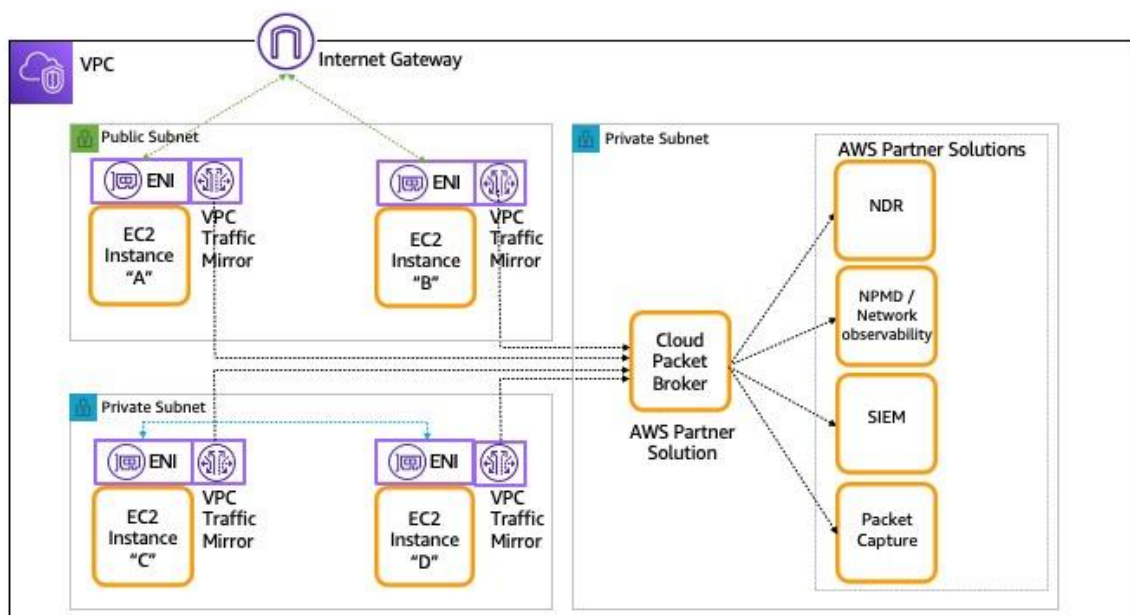 VPC
Internet Gateway
Public Subnet
ENI
VPC
Traffic
Mirror
EC2
Instance
“A”
ENI
VPC
Traffic
Mirror
EC2
Instance
“B”
Private Subnet
ENI
VPC
Traffic
Mirror
EC2
Instance
“C”
ENI
VPC
Traffic
Mirror
EC2
Instance
“D”
Private Subnet
Cloud
Packet
Broker
AWS Partner
Solution
AWS Partner Solutions
NDR
NPMD /
Network
observability
SIEM
Packet
Capture